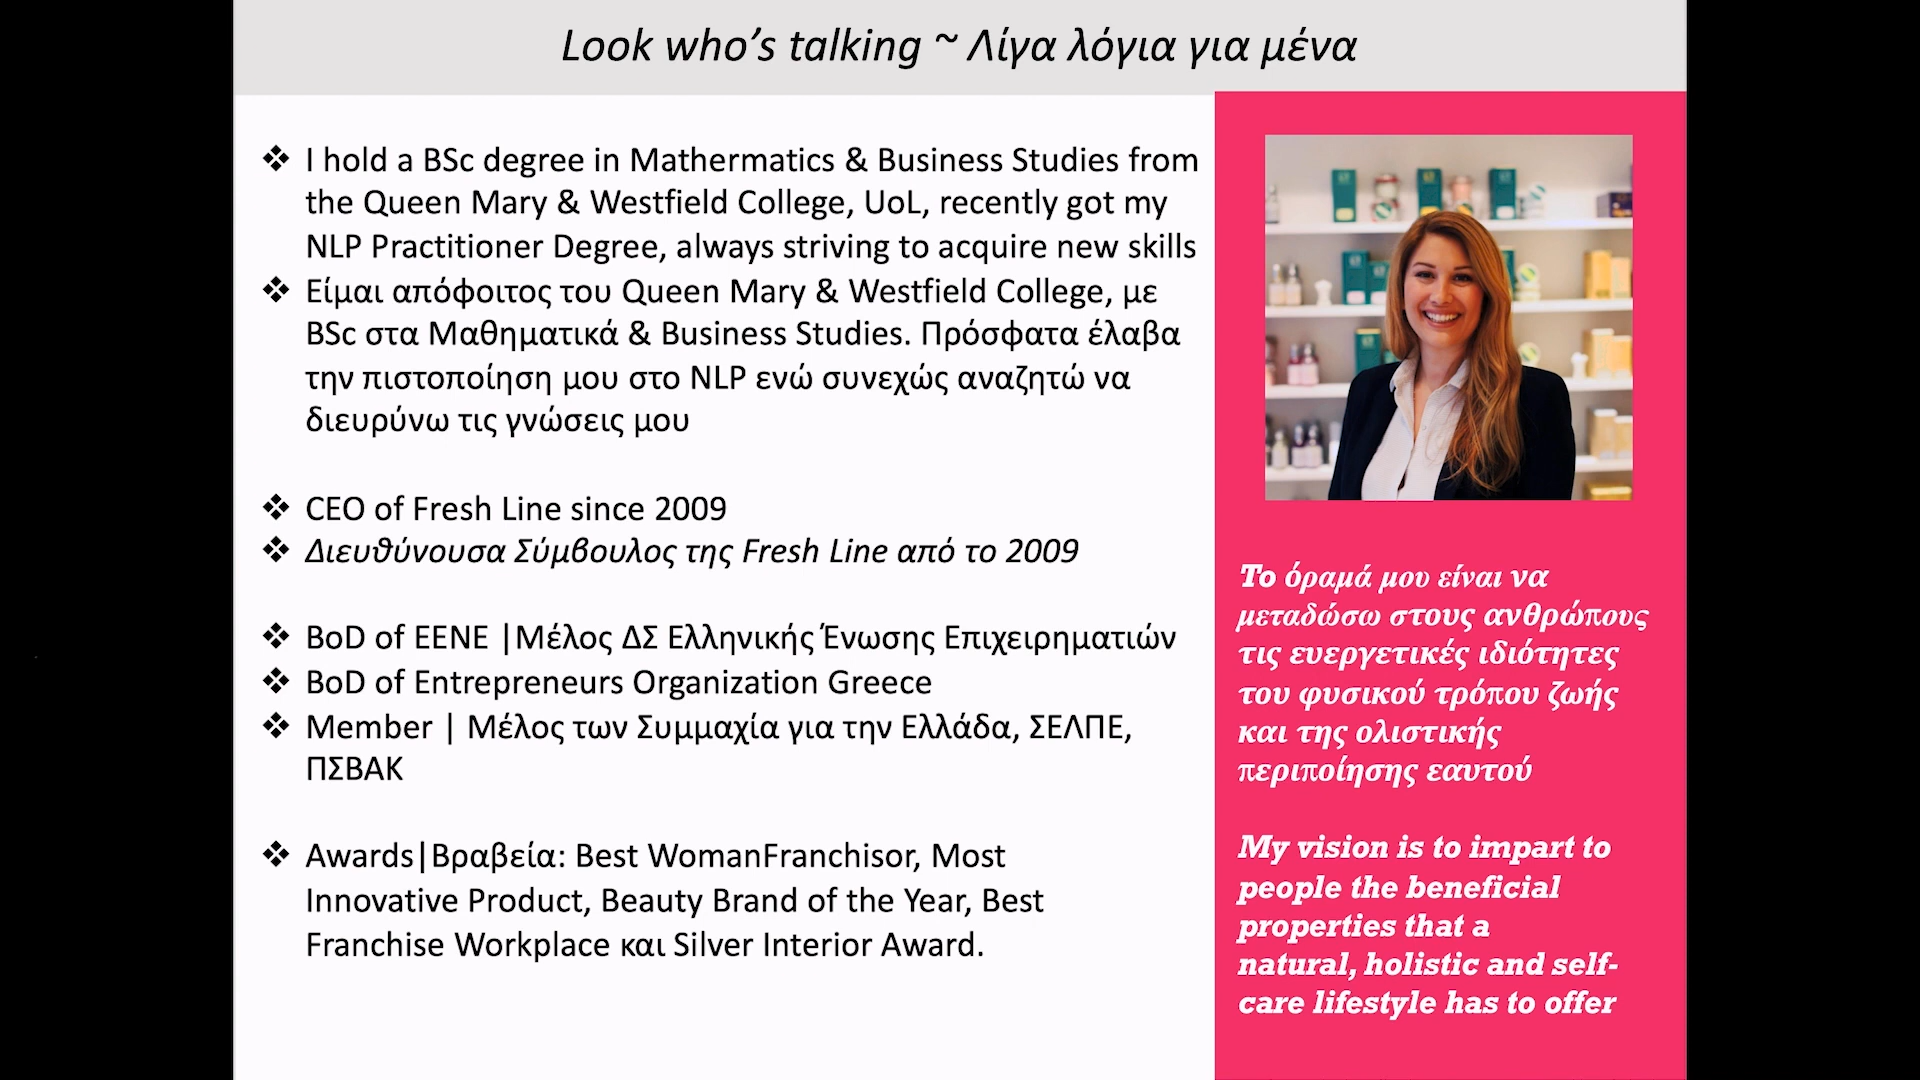 Look who's talking ~ Λίγα λόγια για μένα
❖ I hold a BSc degree in Mathermatics & Business Studies from
the Queen Mary & Westfield College, UoL, recently got my
NLP Practitioner Degree, always striving to acquire new skills
❖ Είμαι απόφοιτος του Queen Mary & Westfield College, με
BSc στα Μαθηματικά & Business Studies. Πρόσφατα έλαβα
την πιστοποίηση μου στο NLP ενώ συνεχώς αναζητώ να
διευρύνω τις γνώσεις μου
❖ CEO of Fresh Line since 2009
❖ Διευθύνουσα Σύμβουλος της Fresh Line από το 2009
❖ BoD of EENE |Μέλος ΔΣ Ελληνικής Ένωσης Επιχειρηματιών
❖ BoD of Entrepreneurs Organization Greece
❖ Member | Μέλος των Συμμαχία για την Ελλάδα, ΣΕΛΠΕ,
ΠΣΒΑΚ
❖ Awards|Βραβεία: Best WomanFranchisor, Most
Innovative Product, Beauty Brand of the Year, Best
Franchise Workplace και Silver Interior Award.
Το όραμά μου είναι να
μεταδώσω στους ανθρώπους
τις ευεργετικές ιδιότητες
του φυσικού τρόπου ζωής
και της ολιστικής
περιποίησης εαυτού
My vision is to impart to
people the beneficial
properties that a
natural, holistic and self-
care lifestyle has to offer